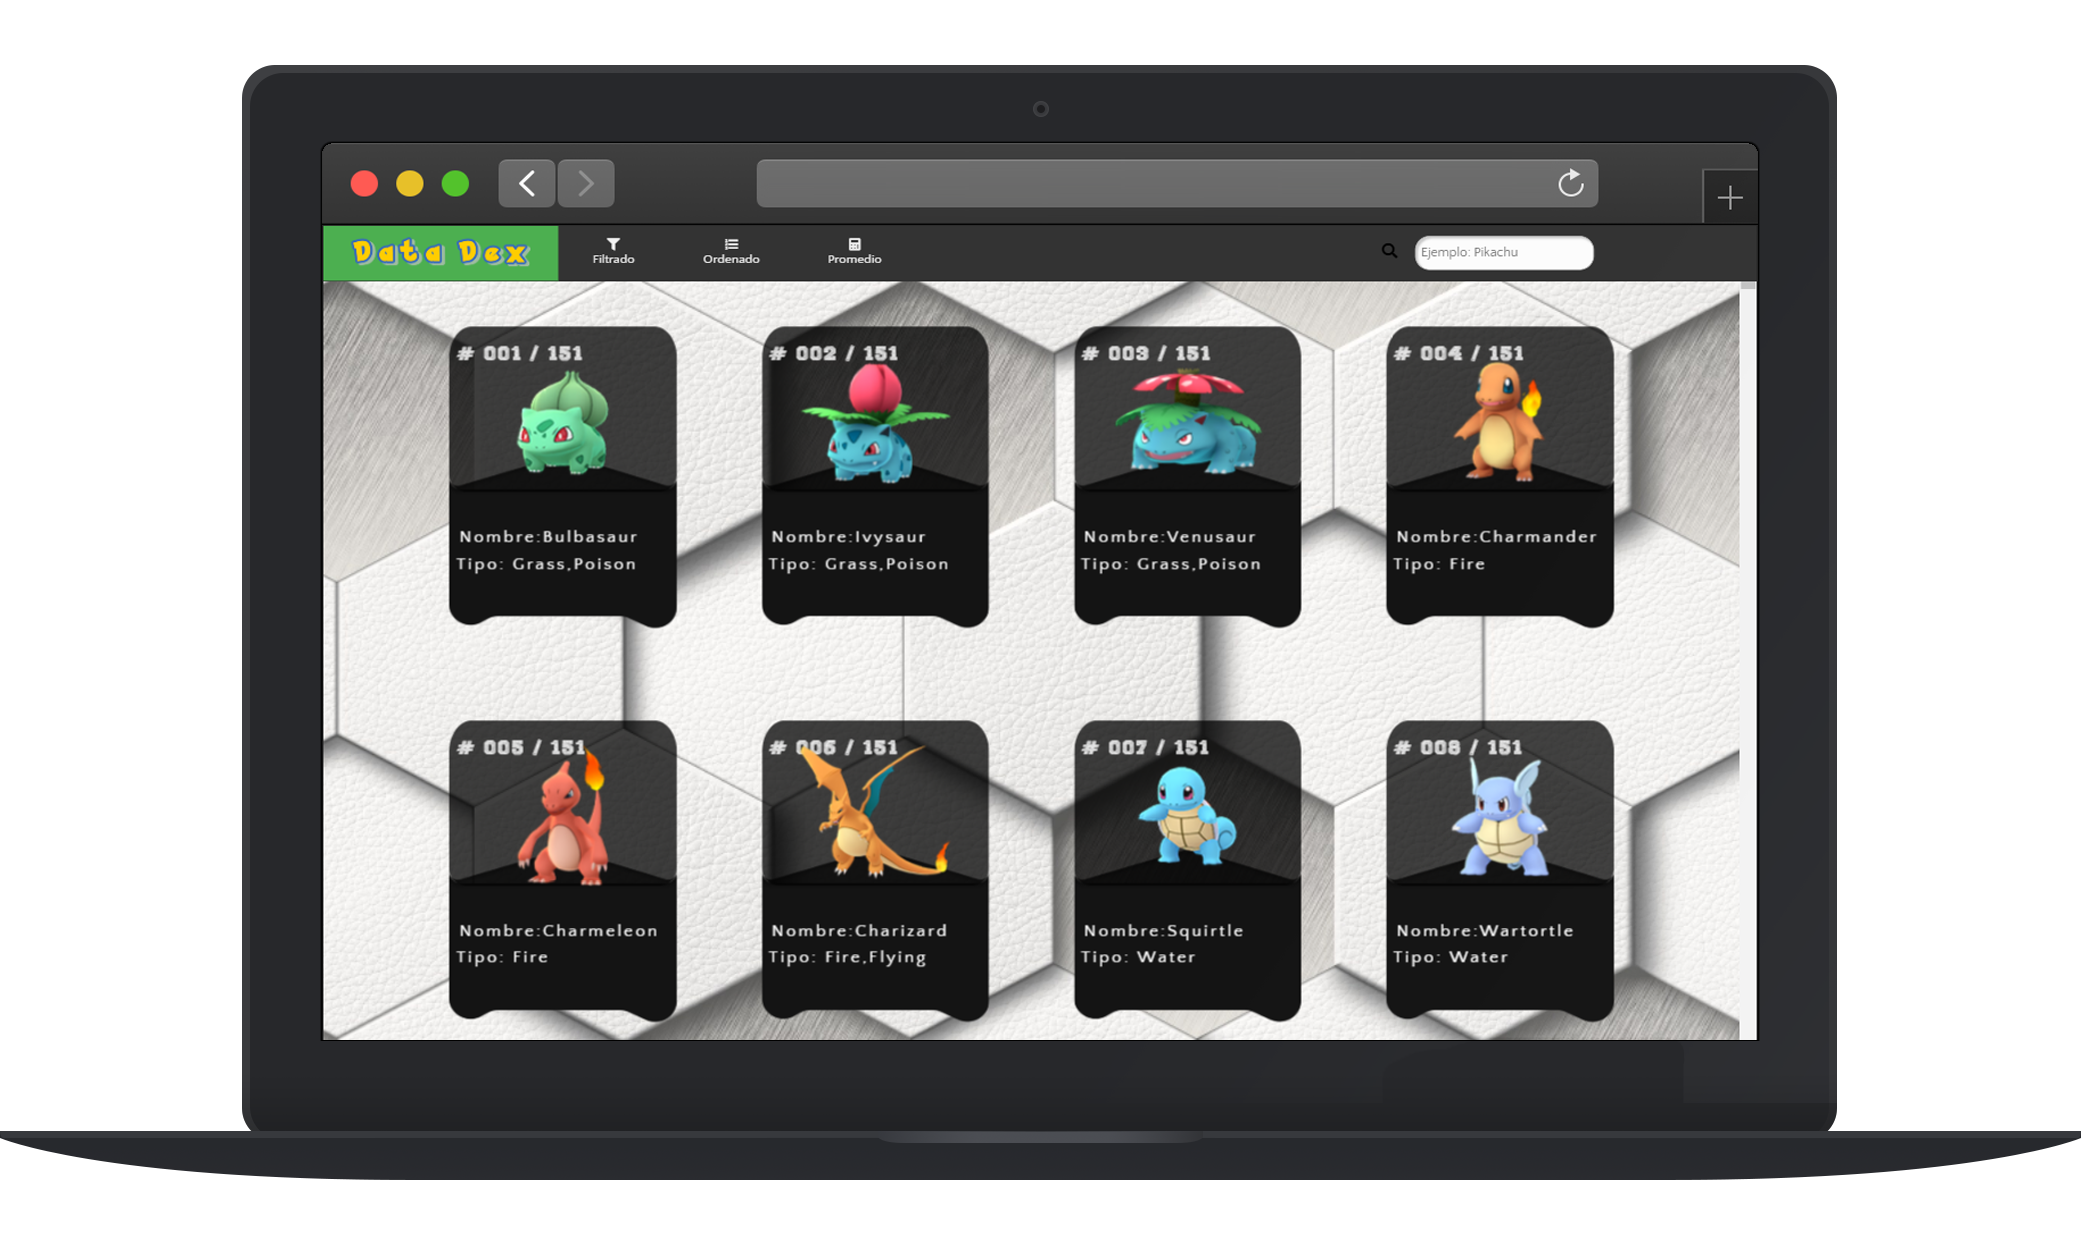 Data Dex
Filtrado
Ordenado
Promedio
Ejemplo: Pikachu
# 001 / 151
Nombre:Bulbasaur
Tipo: Grass,Poison
# 002 / 151
Nombre:Ivysaur
Tipo: Grass,Poison
# 003 / 151
Nombre:Venusaur
Tipo: Grass,Poison
# 004 / 151
Nombre:Charmander
Tipo: Fire
# 005 / 151
Nombre:Charmeleon
Tipo: Fire
# 006 / 151
Nombre:Charizard
Tipo: Fire,Flying
# 007 / 151
Nombre:Squirtle
Tipo: Water
# 008 / 151
Nombre:Wartortle
Tipo: Water